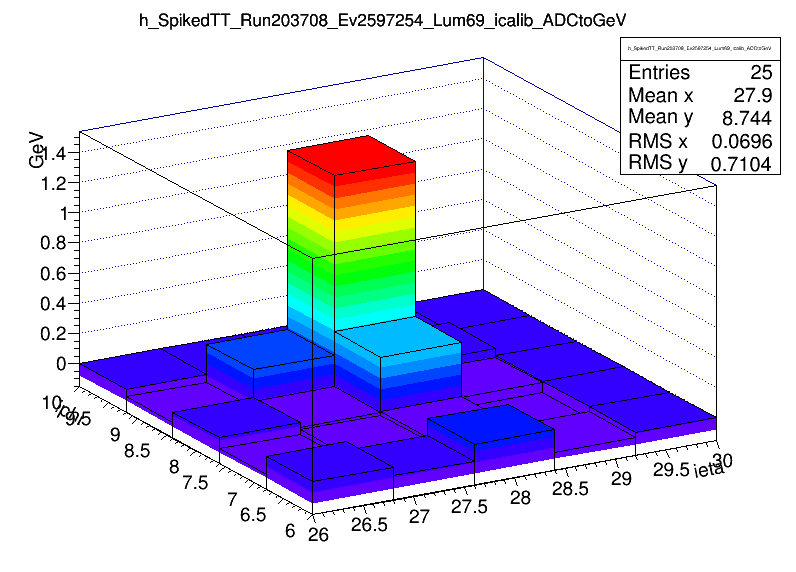 h_SpikedTT_Run203708_Ev2597254_Lum69_icalib_ADCtoGeV
h_SpikedTT_Run203708_Ev2597254_Lum69_icalib_ADCtoGeV
Entries 25
Mean x 27.9
Mean y 8.744
RMS x 0.0696
RMS y 0.7104
GeV
1.4
1.2
1
0.8
0.6
0.4
0.2
0
10
iphi
9.5
9
8.5
8
7.5
7
6.5
6
26
26.5
27
27.5
28
28.5
29
29.5
30
ieta